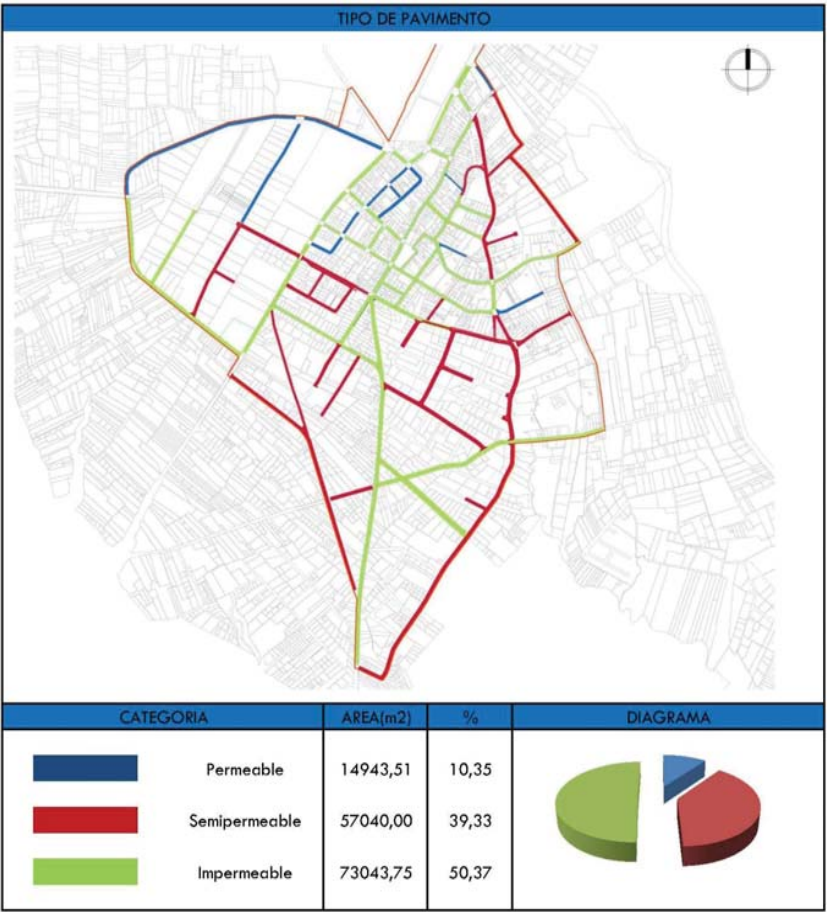 TIPO DE PAVIMENTO
CATEGORIA AREA(m2) % DIAGRAMA
Permeable 14943,51 10,35
Semipermeable 57040,00 39,33
Impermeable 73043,75 50,37